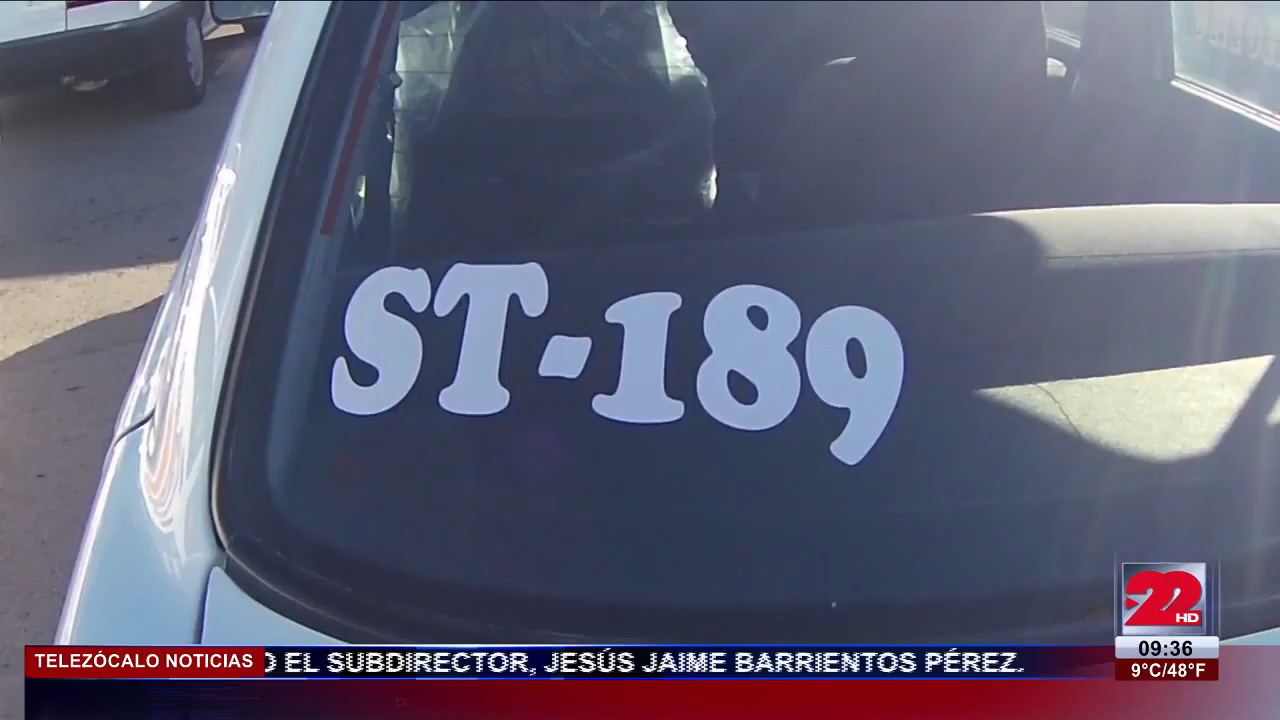 ST-189
22
HD
09:36
9°C/48°F
TELEZÓCALO NOTICIAS
O EL SUBDIRECTOR, JESÚS JAIME BARRIENTOS PÉREZ.